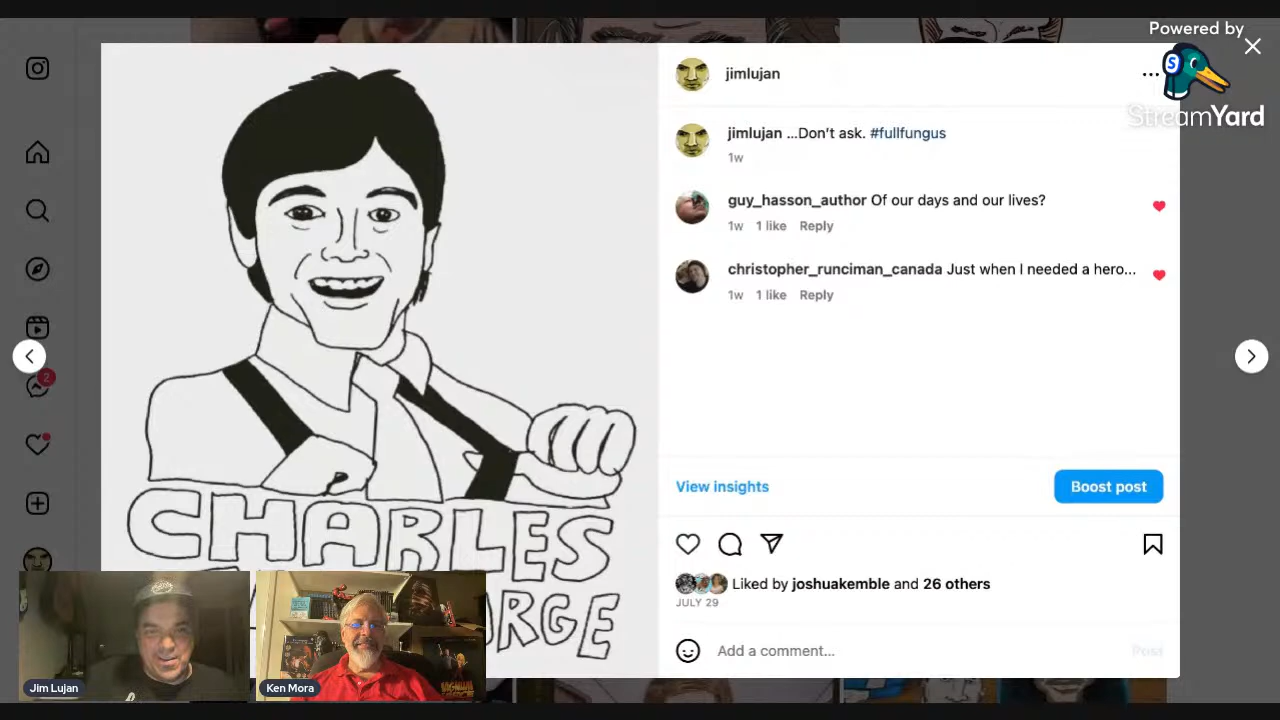 Powered by
StreamYard
jimlujan
jimlujan ...Don't ask. #fullfungus
1w
guy_hasson_author Of our days and our lives?
1w 1 like Reply
christopher_runciman_canada Just when I needed a hero...
1w 1 like Reply
2
CHARLES
RGE
View insights
Boost post
Liked by joshuakemble and 26 others
JULY 29
Add a comment...
Post
Jim Lujan
Ken Mora